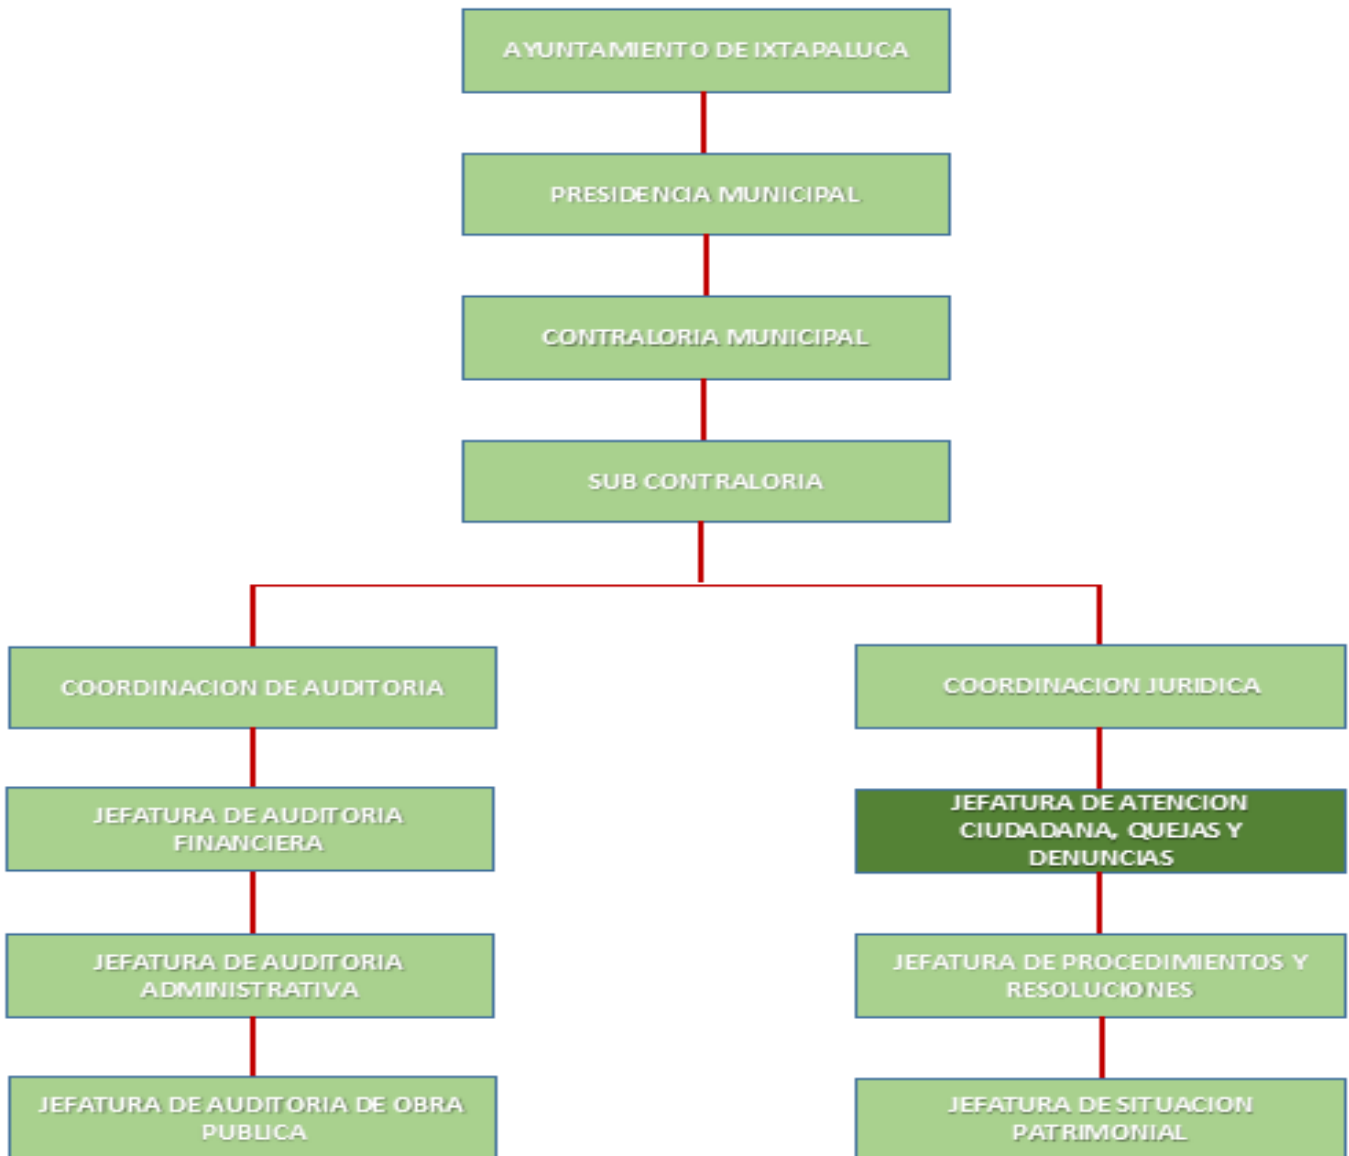 AYUNTAMIENTO DE IXTAPALUCA
PRESIDENCIA MUNICIPAL
CONTRALORIA MUNICIPAL
SUB CONTRALORIA
COORDINACION DE AUDITORIA
COORDINACION JURIDICA
JEFATURA DE AUDITORIA
FINANCIERA
JEFATURA DE ATENCION
CIUDADANA, QUEJAS Y
DENUNCIAS
JEFATURA DE AUDITORIA
ADMINISTRATIVA
JEFATURA DE PROCEDIMIENTOS Y
RESOLUCIONES
JEFATURA DE AUDITORIA DE OBRA
PUBLICA
JEFATURA DE SITUACION
PATRIMONIAL